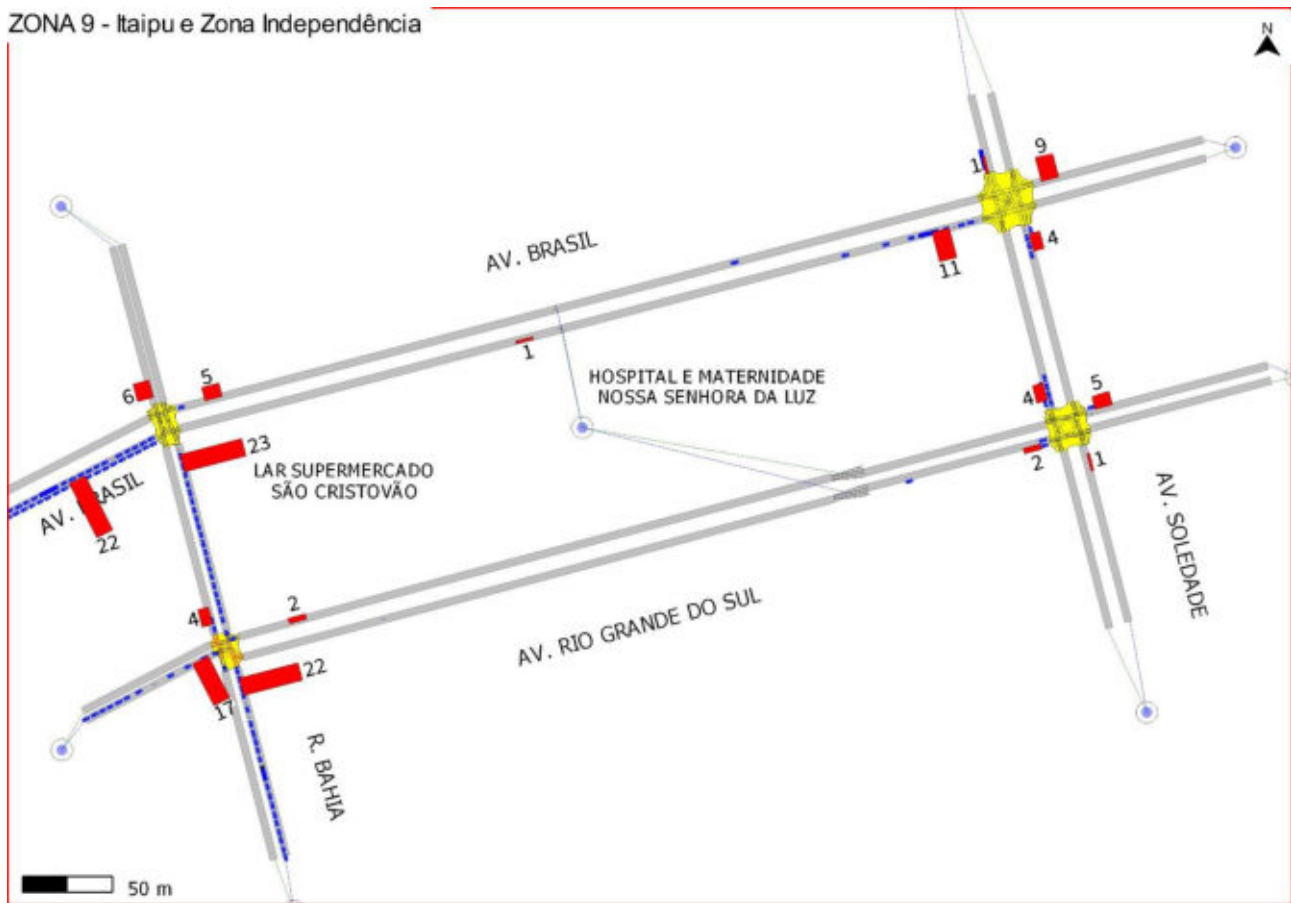 ZONA 9 - Itaipu e Zona Independência
N
9
1
4
AV. BRASIL
11
1
HOSPITAL E MATERNIDADE
NOSSA SENHORA DA LUZ
5
6
4
5
23
2
1
LAR SUPERMERCADO
SÃO CRISTOVÃO
AV. BRASIL
22
AV. SOLEDADE
4
2
AV. RIO GRANDE DO SUL
22
17
R. BAHIA
50 m